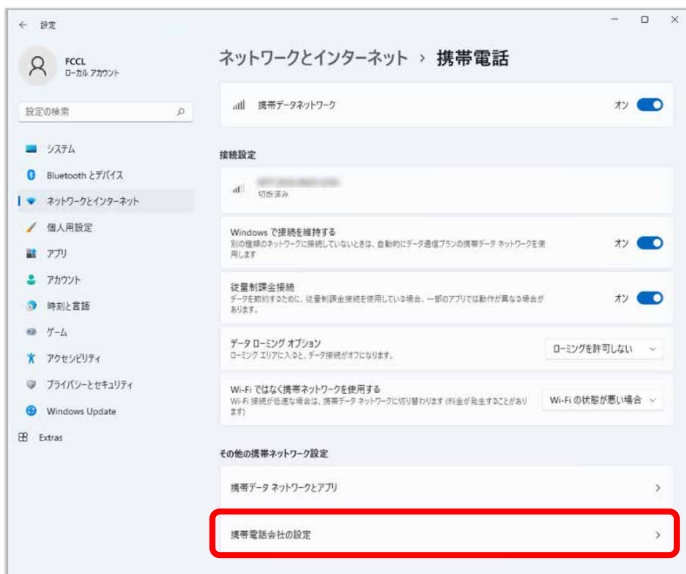 ← 設定
FCCL
ローカル アカウント
設定の検索
システム
Bluetooth とデバイス
ネットワークとインターネット
個人用設定
アプリ
アカウント
時刻と言語
ゲーム
アクセシビリティ
プライバシーとセキュリティ
Windows Update
Extras
ネットワークとインターネット › 携帯電話
携帯データネットワーク
オン
接続設定
切断済み
Windows で接続を維持する
別の種類のネットワークに接続していないときは、自動的にデータ通信プランの携帯データ ネットワークを使
用します
オン
従量制課金接続
データを節約するために、従量制課金接続を使用している場合、一部のアプリでは動作が異なる場合が
あります。
オン
データ ローミング オプション
ローミング エリアに入ると、データ接続がオフになります。
ローミングを許可しない
Wi-Fi ではなく携帯ネットワークを使用する
Wi-Fi 接続が低速な場合は、携帯データ ネットワークに切り替わります (料金が発生することがあり
ます)
Wi-Fi の状態が悪い場合
その他の携帯ネットワーク設定
携帯データ ネットワークとアプリ
携帯電話会社の設定